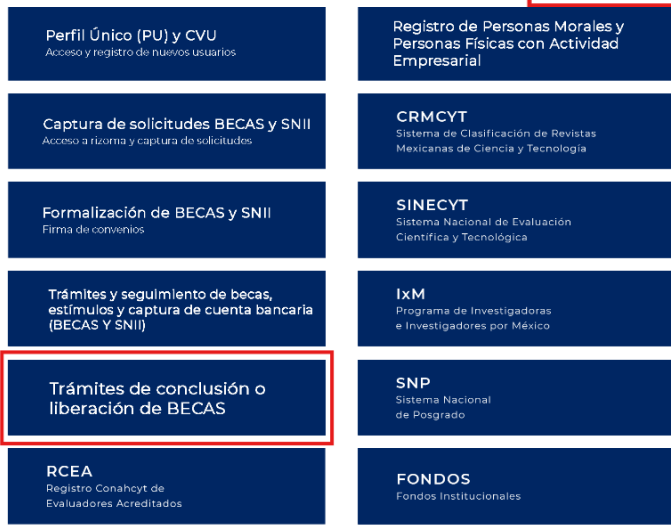 Perfil Único (PU) y CVU
Acceso y registro de nuevos usuarios
Captura de solicitudes BECAS y SNII
Acceso a rizoma y captura de solicitudes
Formalización de BECAS y SNII
Firma de convenios
Trámites y seguimiento de becas,
estímulos y captura de cuenta bancaria
(BECAS Y SNII)
Trámites de conclusión o
liberación de BECAS
RCEA
Registro Conahcyt de
Evaluadores Acreditados
Registro de Personas Morales y
Personas Físicas con Actividad
Empresarial
CRMCYT
Sistema de Clasificación de Revistas
Mexicanas de Ciencia y Tecnología
SINECYT
Sistema Nacional de Evaluación
Científica y Tecnológica
IxM
Programa de Investigadoras
e Investigadores por México
SNP
Sistema Nacional
de Posgrado
FONDOS
Fondos Institucionales